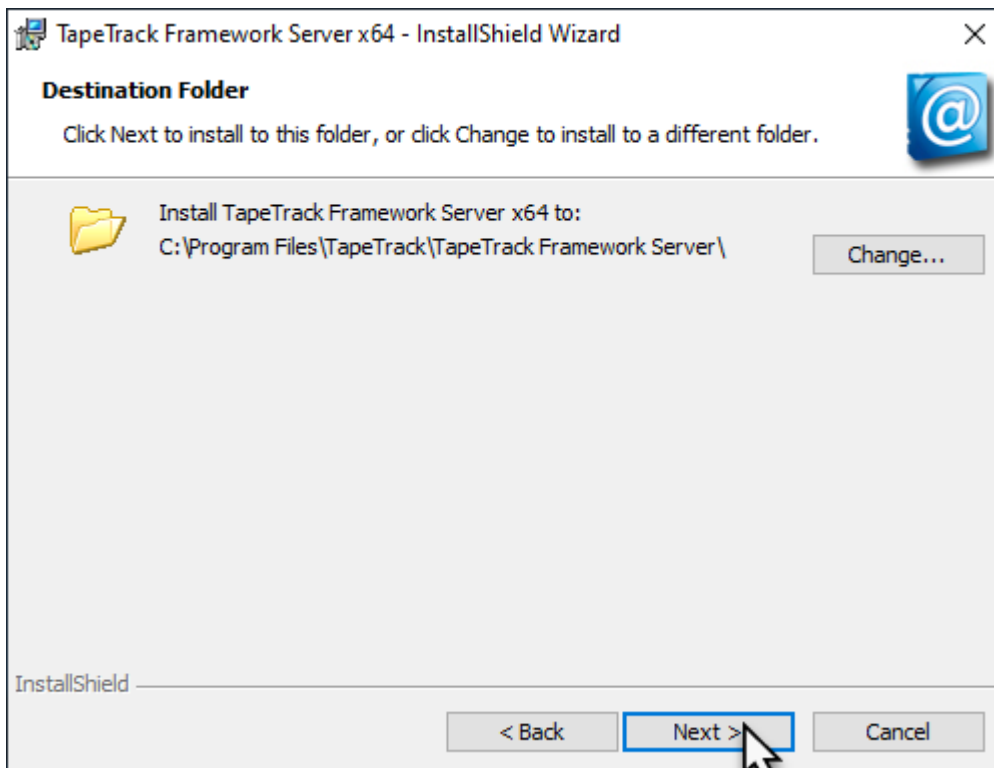 TapeTrack Framework Server x64 - InstallShield Wizard
Destination Folder
Click Next to install to this folder, or click Change to install to a different folder.
Install TapeTrack Framework Server x64 to:
C:\Program Files\TapeTrack\TapeTrack Framework Server\
Change...
InstallShield
< Back
Next >
Cancel